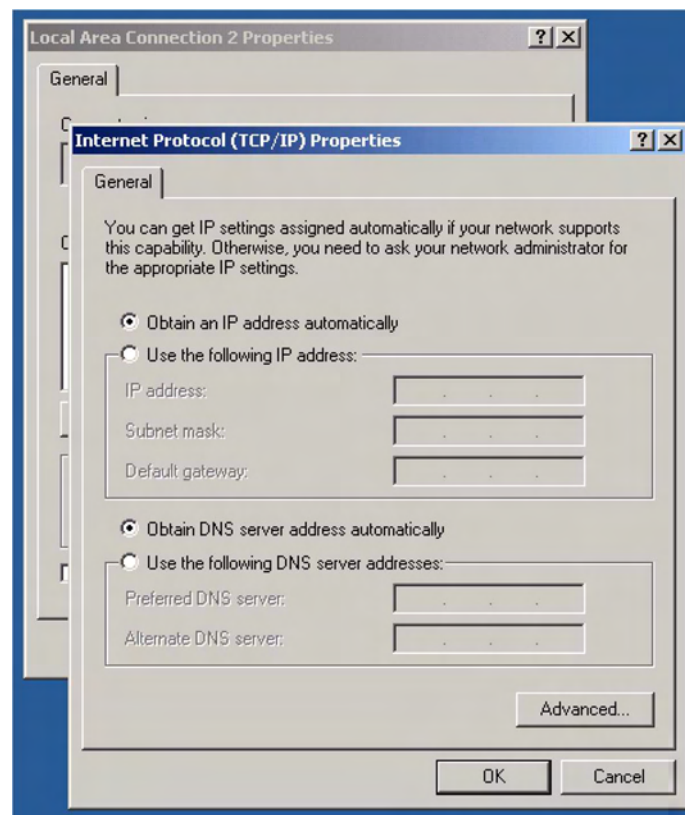 Local Area Connection 2 Properties
General
Internet Protocol (TCP/IP) Properties
General
You can get IP settings assigned automatically if your network supports
this capability. Otherwise, you need to ask your network administrator for
the appropriate IP settings.
Obtain an IP address automatically
Use the following IP address:
IP address:
Subnet mask:
Default gateway:
Obtain DNS server address automatically
Use the following DNS server addresses:
Preferred DNS server:
Alternate DNS server:
Advanced...
OK Cancel